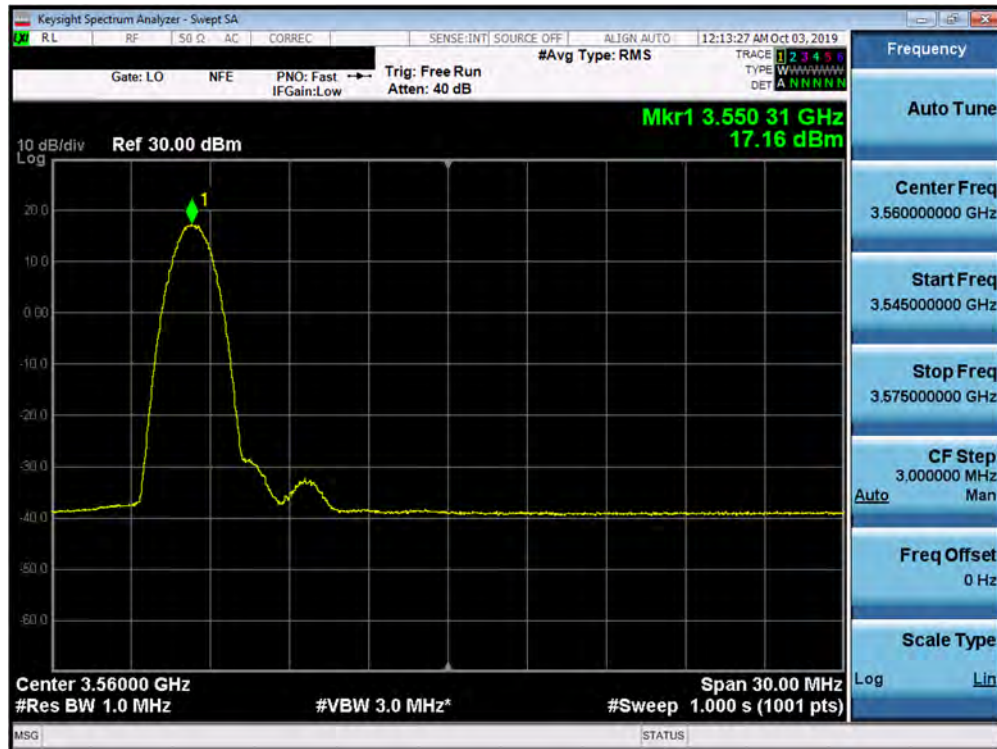 Keysight Spectrum Analyzer - Swept SA
LXI RL RF 50 Ω AC CORREC SENSE:INT SOURCE OFF ALIGN AUTO 12:13:27 AM Oct 03, 2019
Gate: LO NFE PNO: Fast Trig: Free Run #Avg Type: RMS TRACE 1 2 3 4 5 6
TYPE W W W W W W
IFGain:Low Atten: 40 dB DET A N N N N N
Mkr1 3.550 31 GHz
17.16 dBm
10 dB/div Ref 30.00 dBm
Log
1
20.0
10.0
0.00
-10.0
-20.0
-30.0
-40.0
-50.0
-60.0
Center 3.56000 GHz Span 30.00 MHz
#Res BW 1.0 MHz #VBW 3.0 MHz* #Sweep 1.000 s (1001 pts)
MSG STATUS
Frequency
Auto Tune
Center Freq
3.560000000 GHz
Start Freq
3.545000000 GHz
Stop Freq
3.575000000 GHz
CF Step
3.000000 MHz
Auto Man
Freq Offset
0 Hz
Scale Type
Log Lin